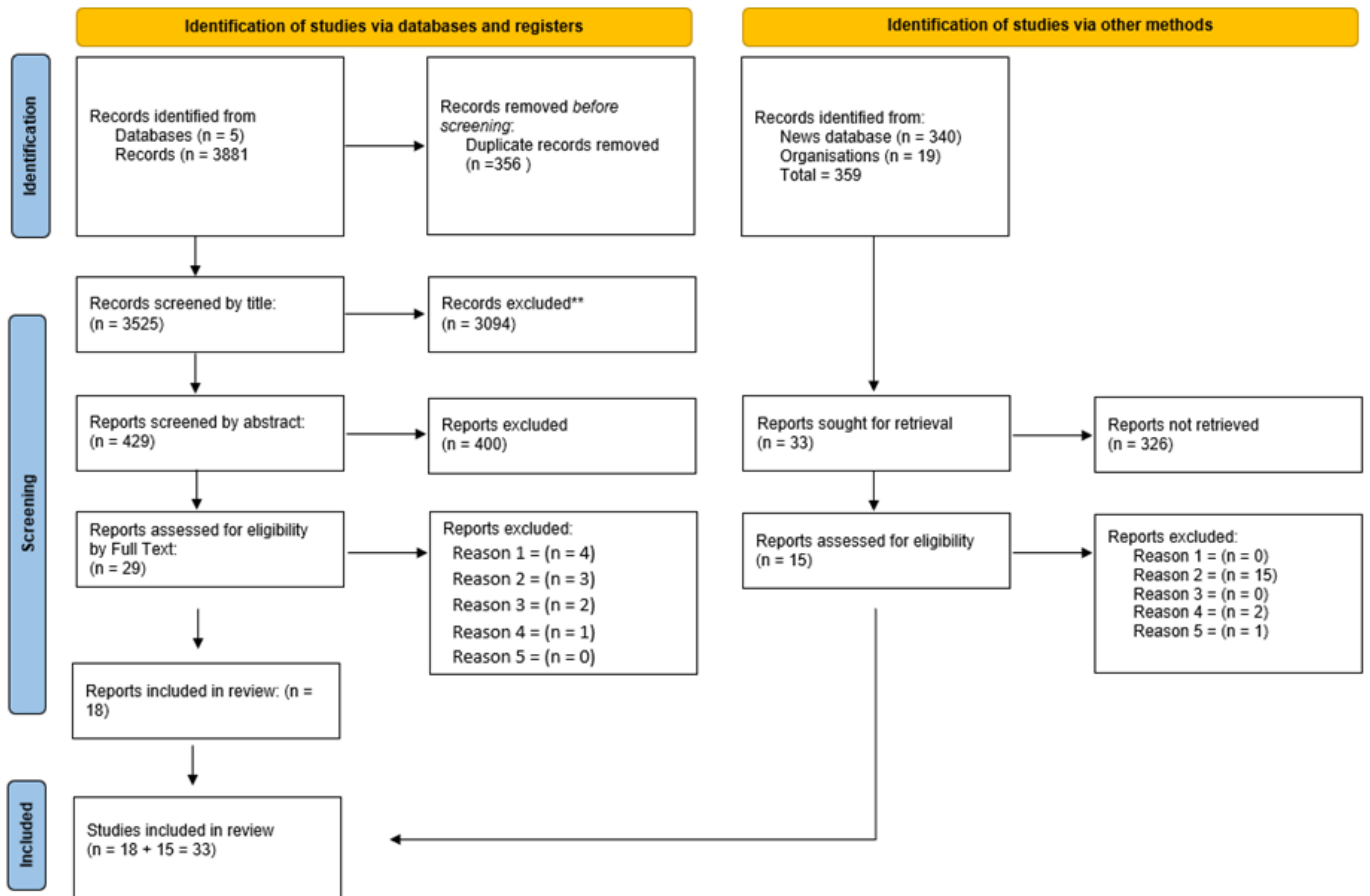 Identification of studies via databases and registers
Identification of studies via other methods
Identification
Records identified from
Databases (n = 5)
Records (n = 3881
Records removed before
screening:
Duplicate records removed
(n =356 )
Records identified from:
News database (n = 340)
Organisations (n = 19)
Total = 359
Screening
Records screened by title:
(n = 3525)
Records excluded**
(n = 3094)
Reports screened by abstract:
(n = 429)
Reports excluded
(n = 400)
Reports sought for retrieval
(n = 33)
Reports not retrieved
(n = 326)
Reports assessed for eligibility
by Full Text:
(n = 29)
Reports excluded:
Reason 1 = (n = 4)
Reason 2 = (n = 3)
Reason 3 = (n = 2)
Reason 4 = (n = 1)
Reason 5 = (n = 0)
Reports assessed for eligibility
(n = 15)
Reports excluded:
Reason 1 = (n = 0)
Reason 2 = (n = 15)
Reason 3 = (n = 0)
Reason 4 = (n = 2)
Reason 5 = (n = 1)
Reports included in review: (n =
18)
Included
Studies included in review
(n = 18 + 15 = 33)